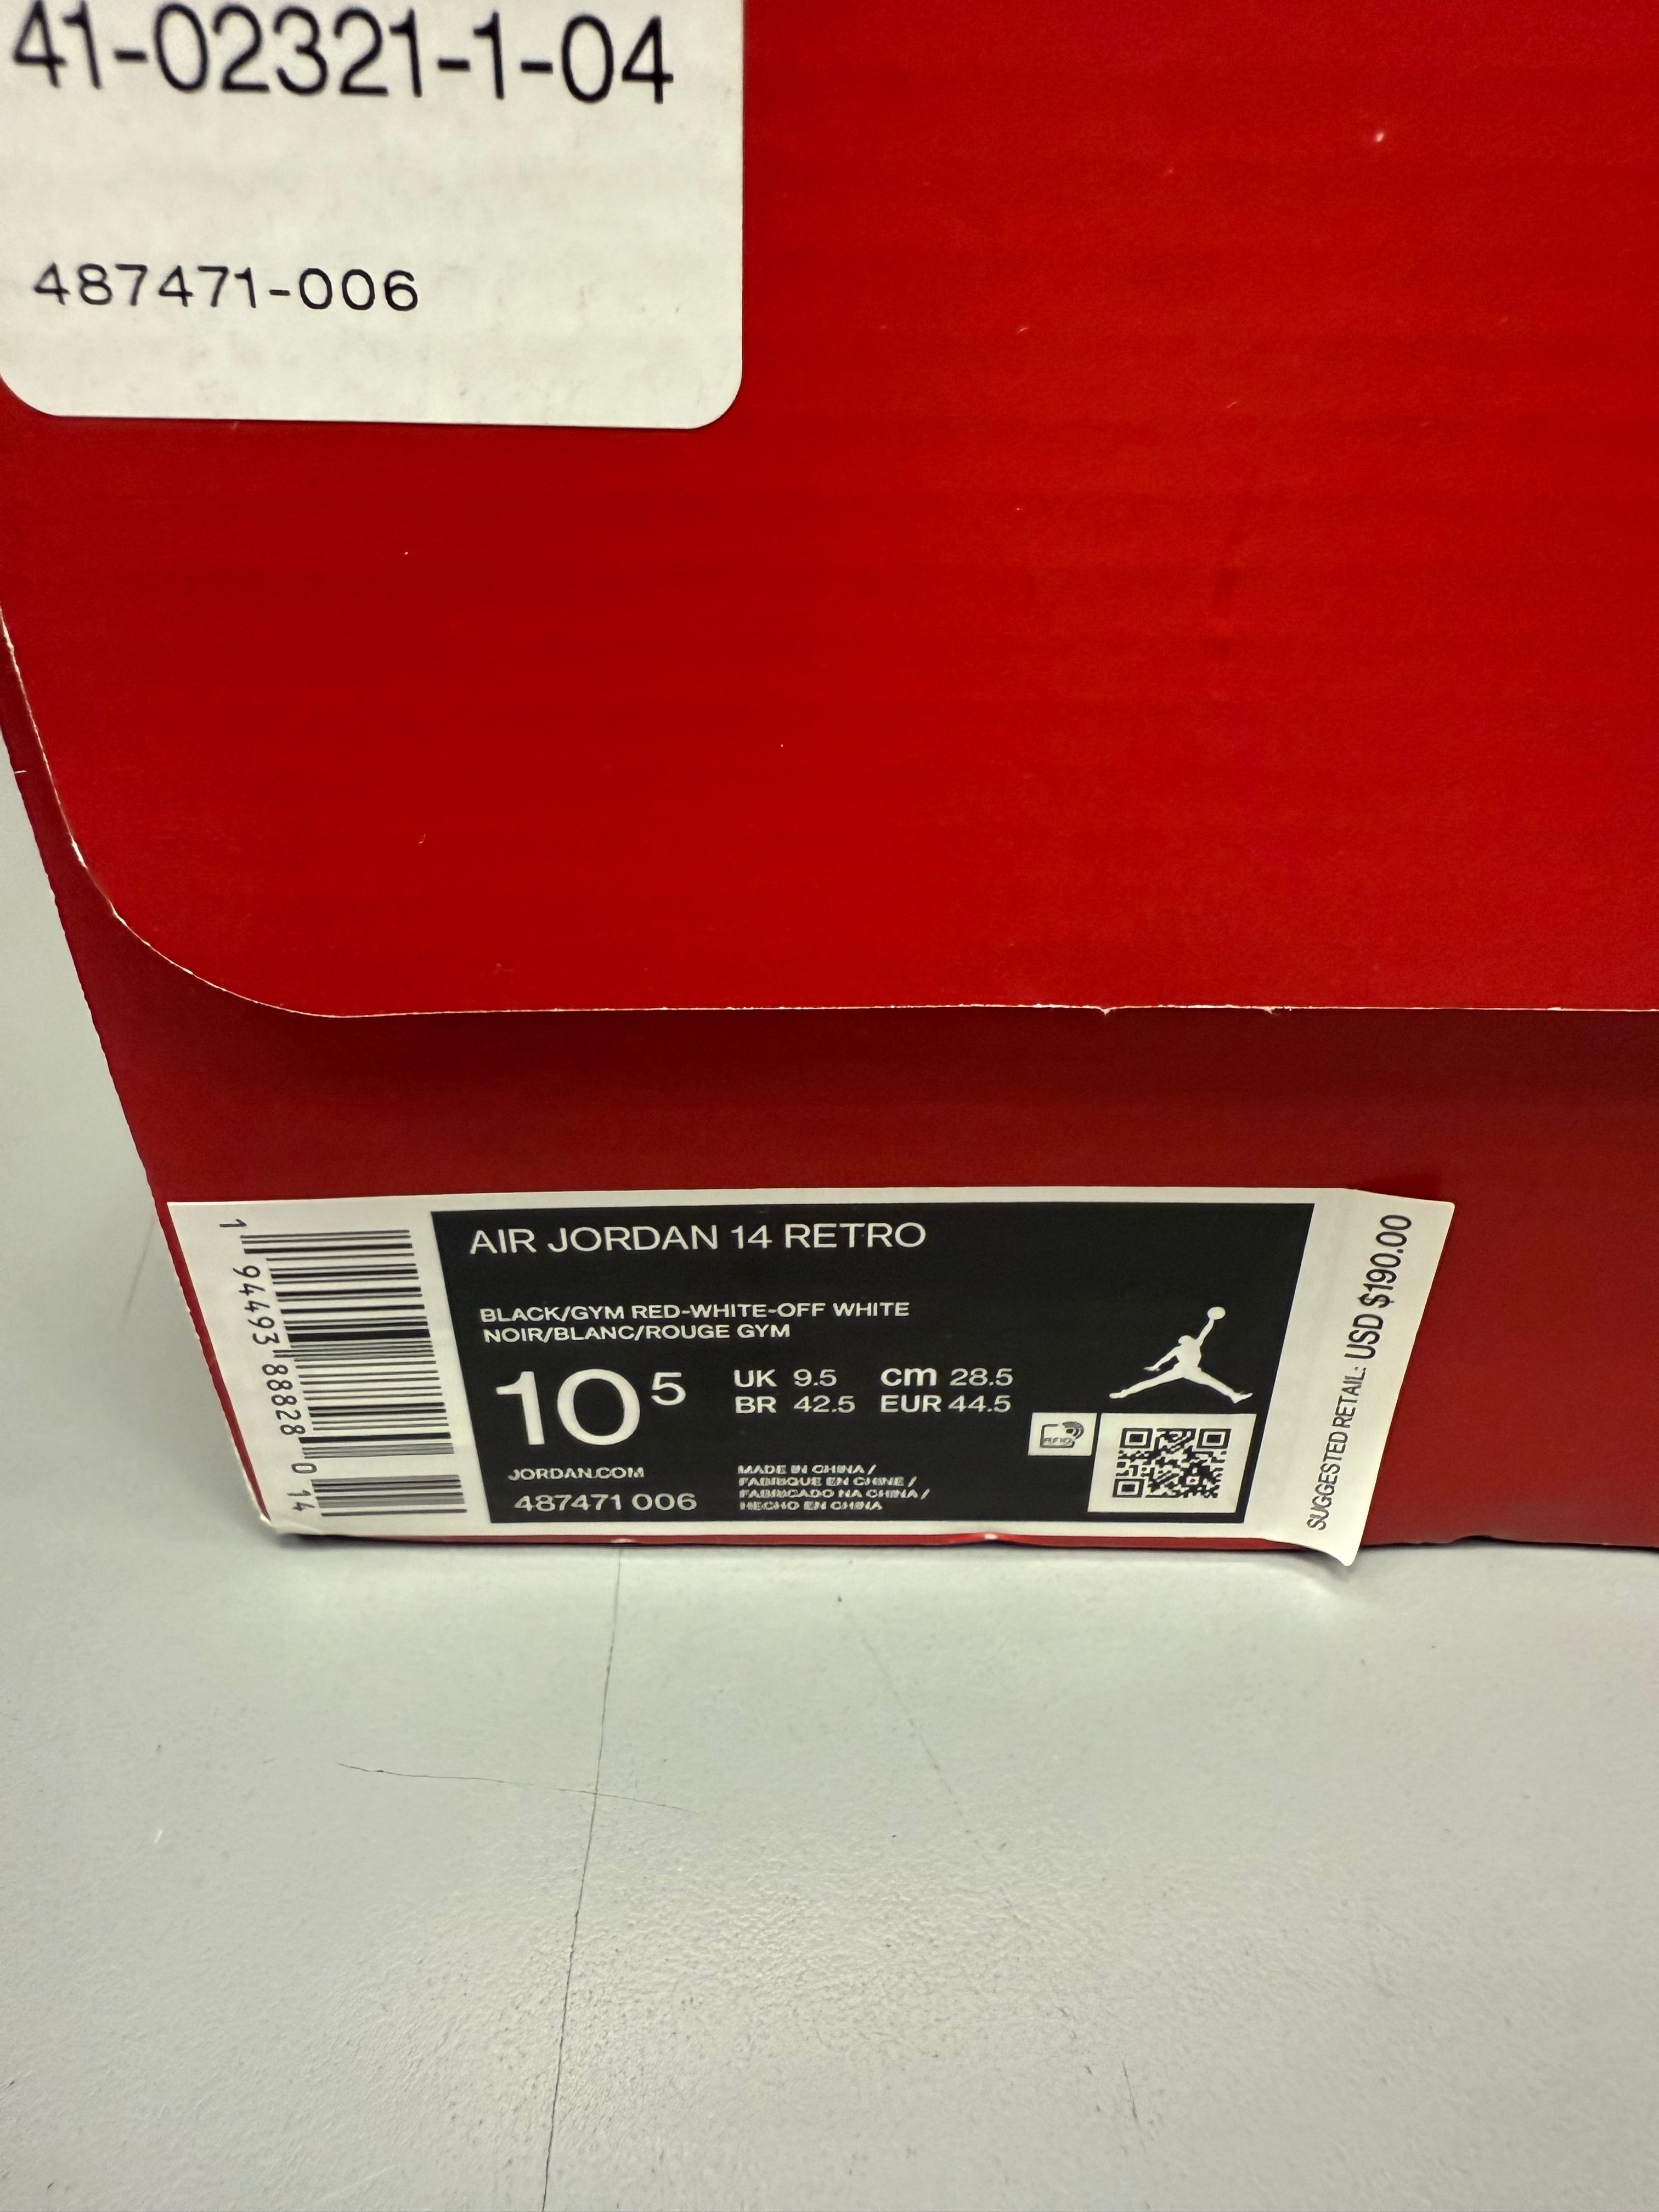 41-02321-1-04
487471-006
AIR JORDAN 14 RETRO
BLACK/GYM RED-WHITE-OFF WHITE
NOIR/BLANC/ROUGE GYM
10 5
UK 9.5 cm 28.5
BR 42.5 EUR 44.5
JORDAN.COM
487471 006
MADE IN CHINA /
FABRIQUE EN CHINE /
FABRICADO NA CHINA /
HECHO EN CHINA
RFID
1 94493 88828 0 14
SUGGESTED RETAIL: USD $190.00